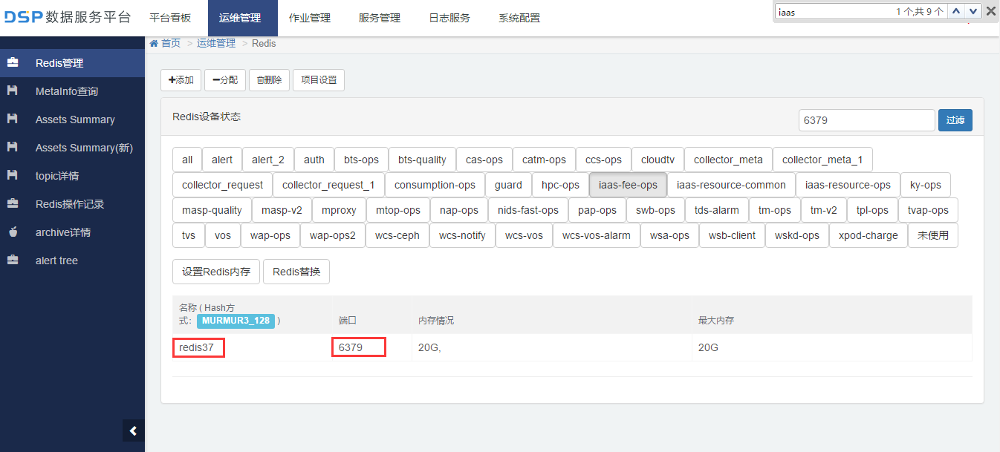 DSP数据服务平台 平台看板 运维管理 作业管理 服务管理 日志服务 系统配置
iaas 1 个,共 9 个
首页 > 运维管理 > Redis
Redis管理
MetaInfo查询
Assets Summary
Assets Summary(新)
topic详情
Redis操作记录
archive详情
alert tree
添加 分配 删除 项目设置
Redis设备状态 6379 过滤
all alert alert_2 auth bts-ops bts-quality cas-ops catm-ops ccs-ops cloudtv collector_meta collector_meta_1
collector_request collector_request_1 consumption-ops guard hpc-ops iaas-fee-ops iaas-resource-common iaas-resource-ops ky-ops
masp-quality masp-v2 mproxy mtop-ops nap-ops nids-fast-ops pap-ops swb-ops tds-alarm tm-ops tm-v2 tpl-ops tvap-ops
tvs vos wap-ops wap-ops2 wcs-ceph wcs-notify wcs-vos wcs-vos-alarm wsa-ops wsb-client wskd-ops xpod-charge 未使用
设置Redis内存 Redis替换
名称 ( Hash方
式: MURMUR3_128 ) 端口 内存情况 最大内存
redis37 6379 20G, 20G